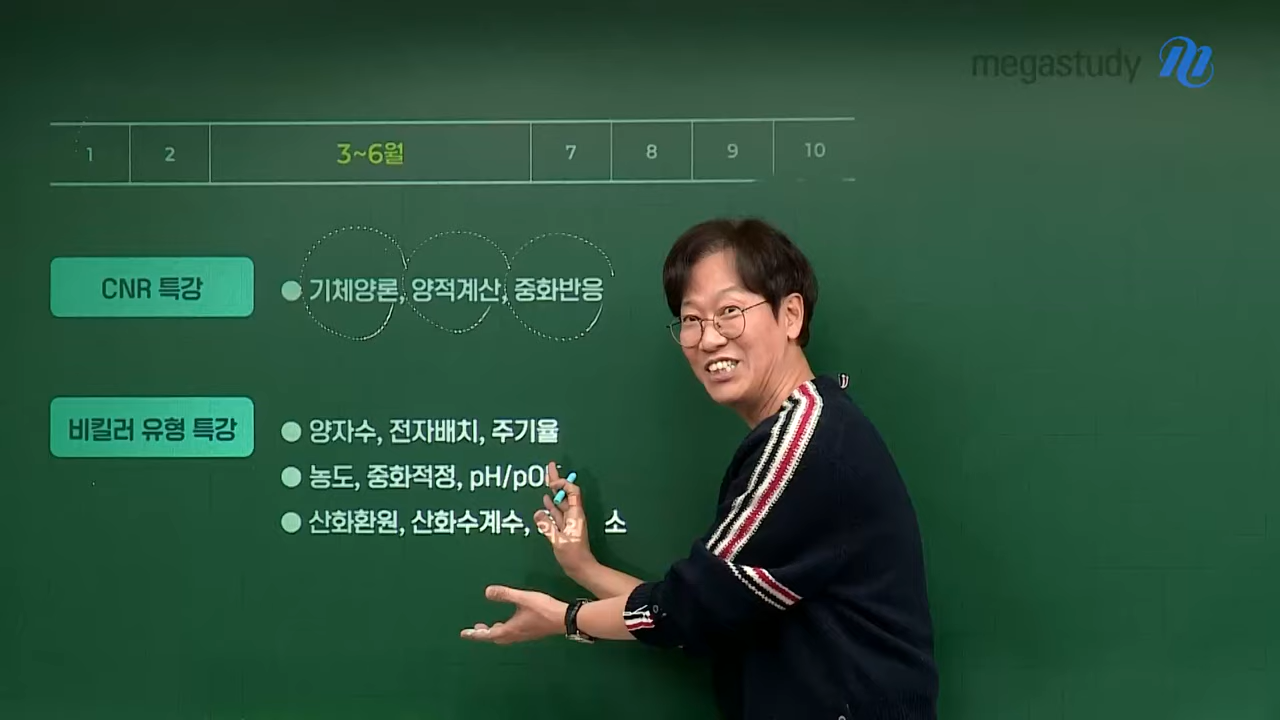 megastudy
1 2 3~6월 7 8 9 10
CNR 특강
기체양론, 양적계산, 중화반응
비킬러 유형 특강
양자수, 전자배치, 주기율
농도, 중화적정,
산화환원, 산화수계수,